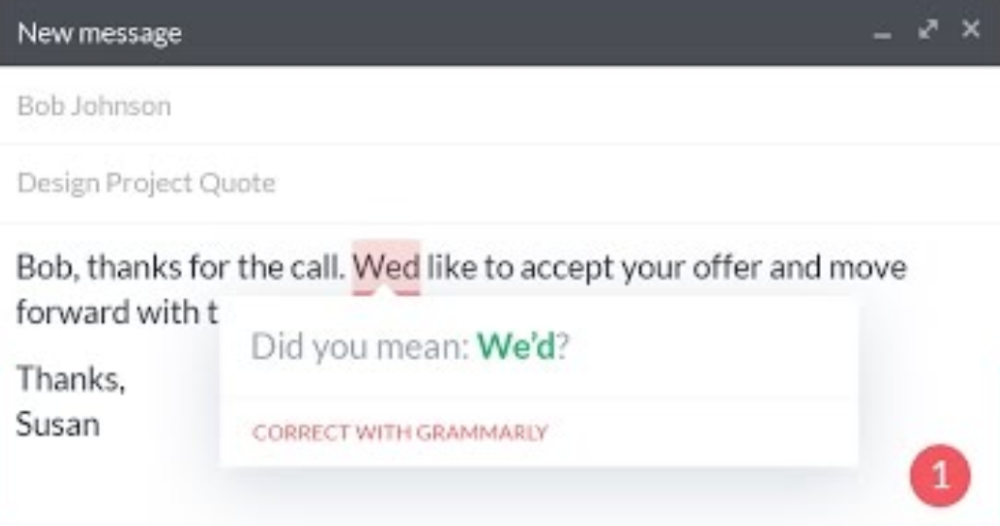 New message
Bob Johnson
Design Project Quote
Bob, thanks for the call. Wed like to accept your offer and move
forward with t
Did you mean: We’d?
Thanks,
Susan
CORRECT WITH GRAMMARLY
1